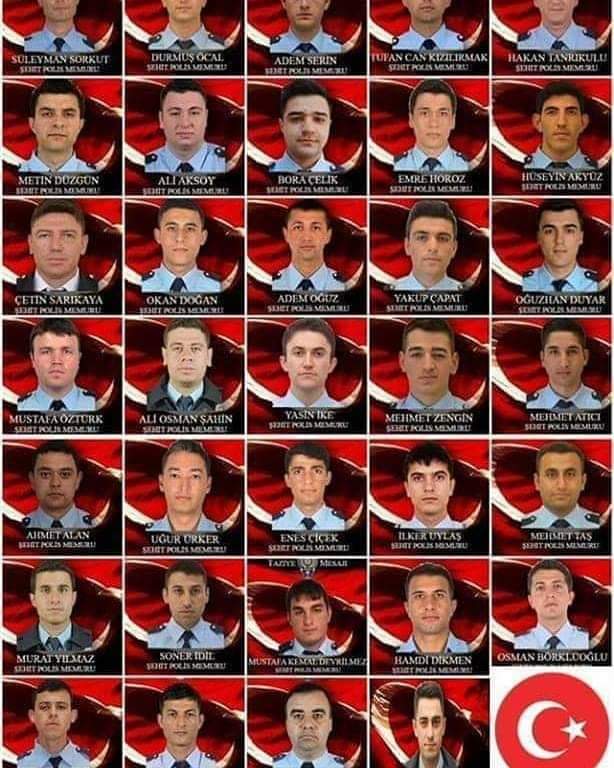 SÜLEYMAN SORKUT
ŞEHİT POLİS MEMURU
DURMUŞ ÖCAL
ŞEHİT POLİS MEMURU
ADEM SERİN
ŞEHİT POLİS MEMURU
TUFAN CAN KIZILIRMAK
ŞEHİT POLİS MEMURU
HAKAN TANRIKULU
ŞEHİT POLİS MEMURU
METİN DÜZGÜN
ŞEHİT POLİS MEMURU
ALİ AKSOY
ŞEHİT POLİS MEMURU
BORA ÇELİK
ŞEHİT POLİS MEMURU
EMRE HOROZ
ŞEHİT POLİS MEMURU
HÜSEYİN AKYÜZ
ŞEHİT POLİS MEMURU
ÇETİN SARIKAYA
ŞEHİT POLİS MEMURU
OKAN DOĞAN
ŞEHİT POLİS MEMURU
ADEM OĞUZ
ŞEHİT POLİS MEMURU
YAKUP ÇAPAT
ŞEHİT POLİS MEMURU
OĞUZHAN DUYAR
ŞEHİT POLİS MEMURU
MUSTAFA ÖZTÜRK
ŞEHİT POLİS MEMURU
ALİ OSMAN ŞAHİN
ŞEHİT POLİS MEMURU
YASİN İKE
ŞEHİT POLİS MEMURU
MEHMET ZENGİN
ŞEHİT POLİS MEMURU
MEHMET ATICI
ŞEHİT POLİS MEMURU
AHMET ALAN
ŞEHİT POLİS MEMURU
UĞUR ÜRKER
ŞEHİT POLİS MEMURU
ENES ÇİÇEK
ŞEHİT POLİS MEMURU
İLKER UYLAŞ
ŞEHİT POLİS MEMURU
MEHMET TAŞ
ŞEHİT POLİS MEMURU
MURAT YILMAZ
ŞEHİT POLİS MEMURU
SONER İDİL
ŞEHİT POLİS MEMURU
TAZİYE MESAJI
MUSTAFA KEMAL DEVRİLMEZ
ŞEHİT POLİS MEMURU
HAMDİ DİKMEN
ŞEHİT POLİS MEMURU
OSMAN BÖRKLÜOĞLU
ŞEHİT POLİS MEMURU